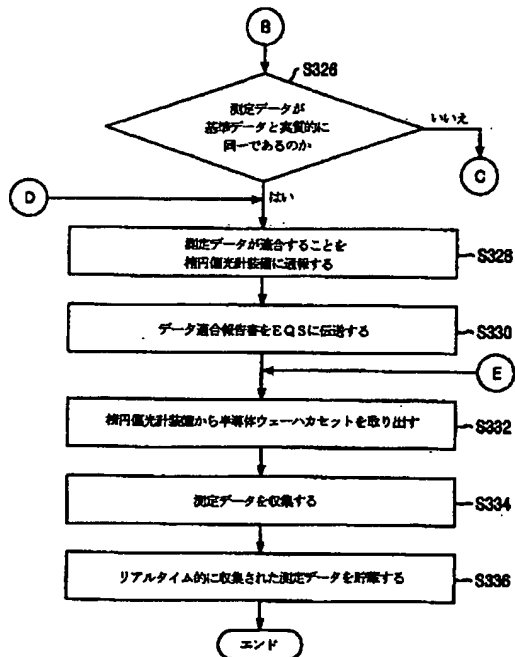 B
S326
測定データが
基準データと実質的に
同一であるのか
いいえ
C
D
はい
測定データが適合することを
楕円偏光計装備に通報する
S328
データ適合報告書をEQSに伝送する
S330
E
楕円偏光計装備から半導体ウェーハカセットを取り出す
S332
測定データを収集する
S334
リアルタイム的に収集された測定データを貯蔵する
S336
エンド